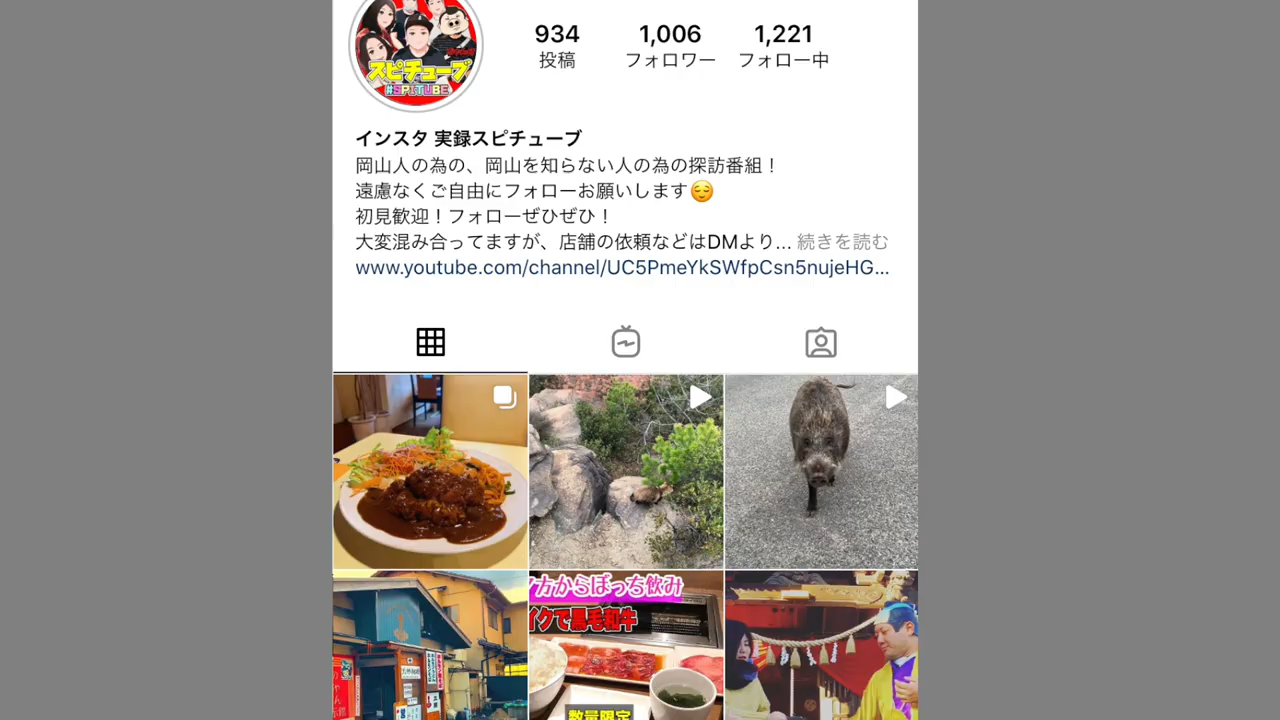 934
投稿
1,006
フォロワー
1,221
フォロー中
スピチューブ
#SPITUBE
インスタ 実録スピチューブ
岡山人の為の、岡山を知らない人の為の探訪番組！
遠慮なくご自由にフォローお願いします😌
初見歓迎！フォローぜひぜひ！
大変混み合ってますが、店舗の依頼などはDMより... 続きを読む
www.youtube.com/channel/UC5PmeYkSWfpCsn5nujeHG...
方からぼっち飲み
イクで黒毛和牛
数量限定